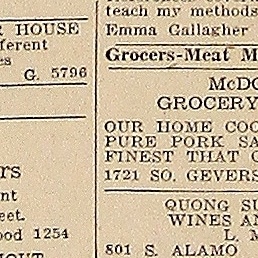 R HOUSE
fferent
es
G. 5796
rs
nt
eet.
ood 1254
teach my methods
Emma Gallagher
Grocers-Meat M
McDO
GROCERY
OUR HOME COO
PURE PORK SA
FINEST THAT C
1721 SO. GEVERS
QUONG SU
WINES AN
L. M
801 S. ALAMO